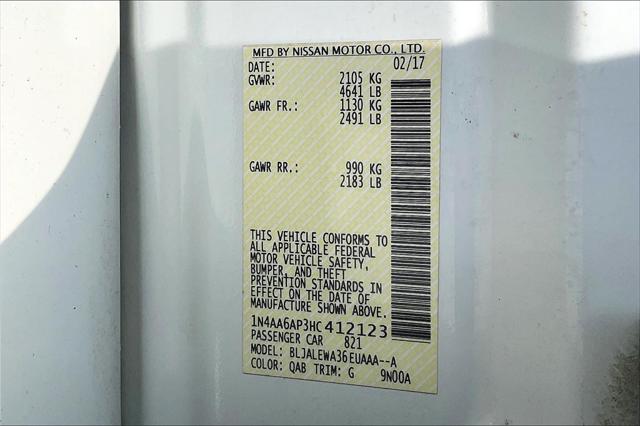 MFD BY NISSAN MOTOR CO., LTD.
DATE: 02/17
GVWR: 2105 KG
4641 LB
GAWR FR.: 1130 KG
2491 LB
GAWR RR.: 990 KG
2183 LB
THIS VEHICLE CONFORMS TO
ALL APPLICABLE FEDERAL
MOTOR VEHICLE SAFETY,
BUMPER, AND THEFT
PREVENTION STANDARDS IN
EFFECT ON THE DATE OF
MANUFACTURE SHOWN ABOVE.
1N4AA6AP3HC412123
PASSENGER CAR 821
MODEL: BLJALEWA36EUAAA--A
COLOR: QAB TRIM: G 9N00A